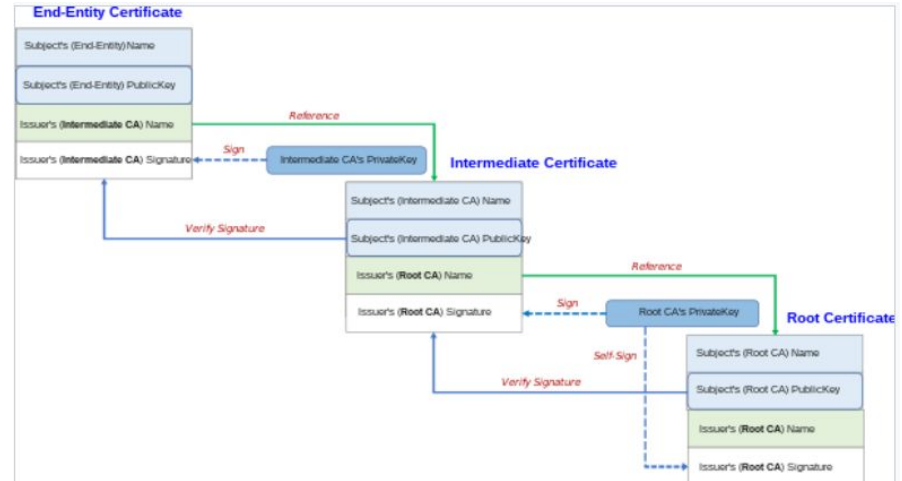 End-Entity Certificate
Subject's (End-Entity)Name
Subject's (End-Entity) PublicKey
Issuer's (Intermediate CA) Name
Reference
Issuer's (Intermediate CA) Signature
Sign
Intermediate CA's PrivateKey
Intermediate Certificate
Subject's (Intermediate CA) Name
Verify Signature
Subject's (Intermediate CA) PublicKey
Issuer's (Root CA) Name
Reference
Issuer's (Root CA) Signature
Sign
Root CA's PrivateKey
Root Certificate
Self-Sign
Subject's (Root CA) Name
Verify Signature
Subject's (Root CA) PublicKey
Issuer's (Root CA) Name
Issuer's (Root CA) Signature